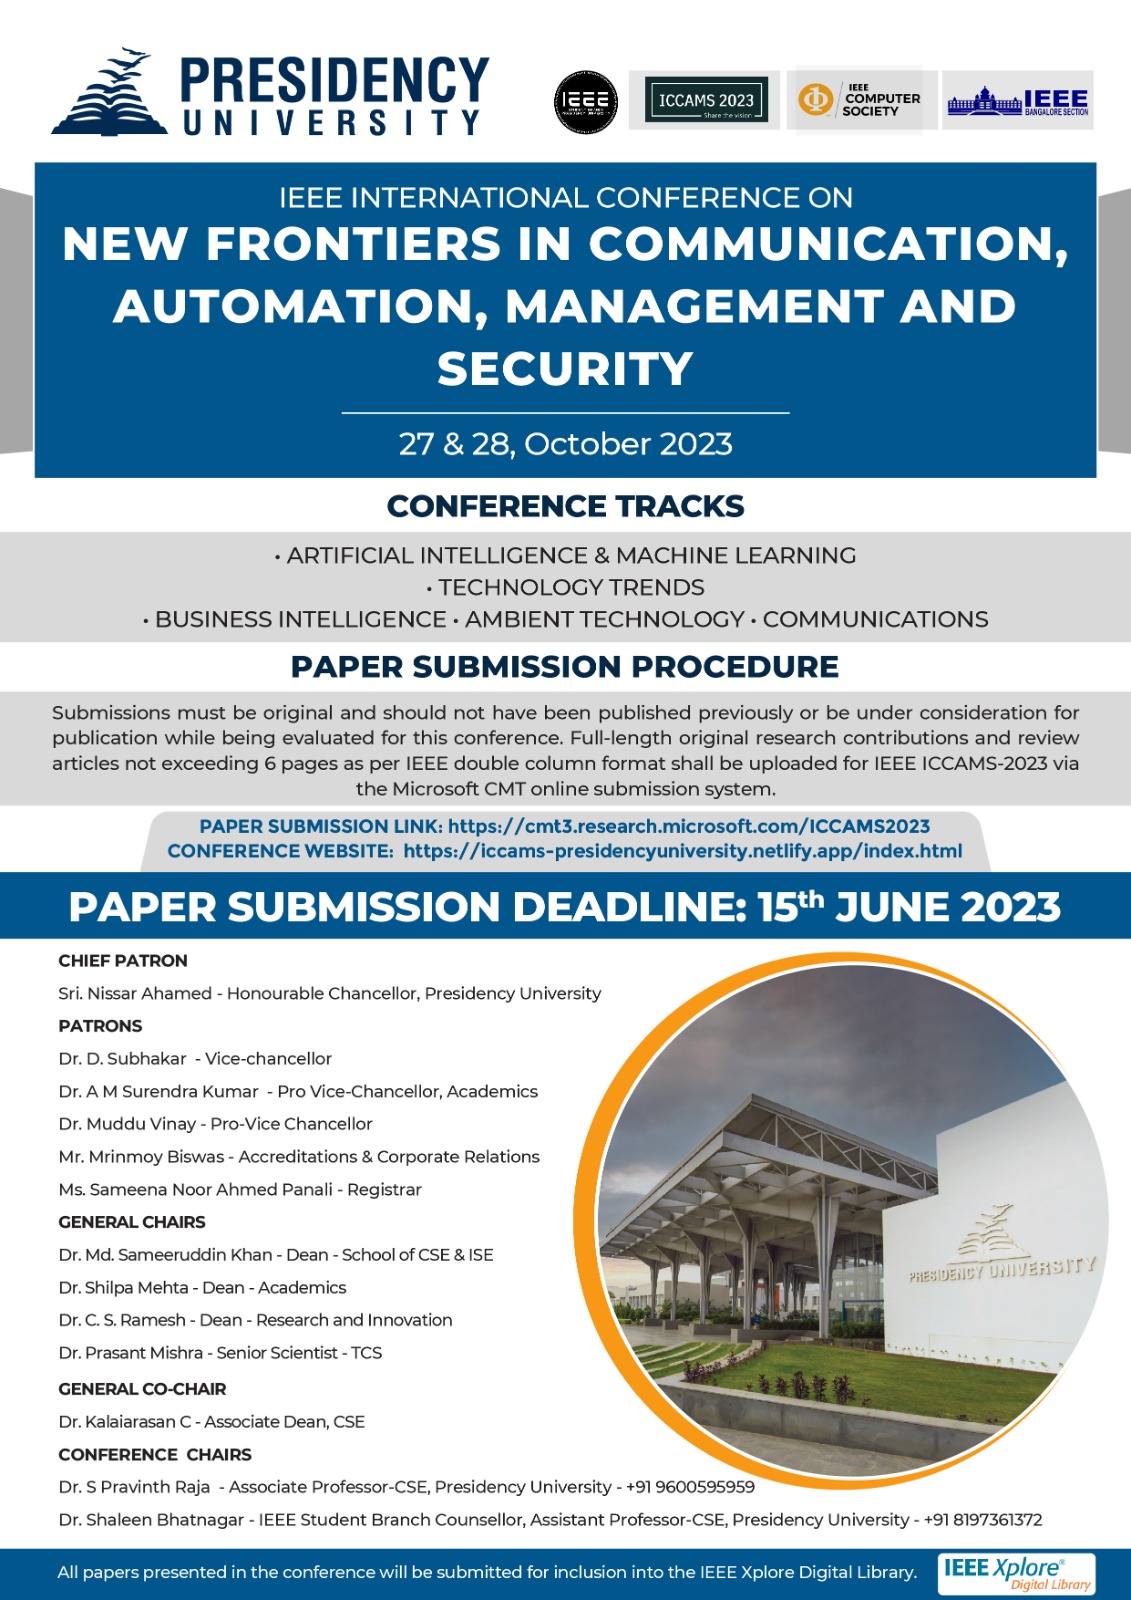 PRESIDENCY
UNIVERSITY
IEEE
ICCAMS 2023
Share the vision
IEEE
COMPUTER
SOCIETY
IEEE
BANGALORE SECTION
IEEE INTERNATIONAL CONFERENCE ON
NEW FRONTIERS IN COMMUNICATION,
AUTOMATION, MANAGEMENT AND
SECURITY
27 & 28, October 2023
CONFERENCE TRACKS
• ARTIFICIAL INTELLIGENCE & MACHINE LEARNING
• TECHNOLOGY TRENDS
• BUSINESS INTELLIGENCE • AMBIENT TECHNOLOGY • COMMUNICATIONS
PAPER SUBMISSION PROCEDURE
Submissions must be original and should not have been published previously or be under consideration for
publication while being evaluated for this conference. Full-length original research contributions and review
articles not exceeding 6 pages as per IEEE double column format shall be uploaded for IEEE ICCAMS-2023 via
the Microsoft CMT online submission system.
PAPER SUBMISSION LINK: https://cmt3.research.microsoft.com/ICCAMS2023
CONFERENCE WEBSITE: https://iccams-presidencyuniversity.netlify.app/index.html
PAPER SUBMISSION DEADLINE: 15th JUNE 2023
CHIEF PATRON
Sri. Nissar Ahamed - Honourable Chancellor, Presidency University
PATRONS
Dr. D. Subhakar - Vice-chancellor
Dr. A M Surendra Kumar - Pro Vice-Chancellor, Academics
Dr. Muddu Vinay - Pro-Vice Chancellor
Mr. Mrinmoy Biswas - Accreditations & Corporate Relations
Ms. Sameena Noor Ahmed Panali - Registrar
GENERAL CHAIRS
Dr. Md. Sameeruddin Khan - Dean - School of CSE & ISE
Dr. Shilpa Mehta - Dean - Academics
Dr. C. S. Ramesh - Dean - Research and Innovation
Dr. Prasant Mishra - Senior Scientist - TCS
GENERAL CO-CHAIR
Dr. Kalaiarasan C - Associate Dean, CSE
CONFERENCE CHAIRS
Dr. S Pravinth Raja - Associate Professor-CSE, Presidency University - +91 9600595959
Dr. Shaleen Bhatnagar - IEEE Student Branch Counsellor, Assistant Professor-CSE, Presidency University - +91 8197361372
PRESIDENCY UNIVERSITY
All papers presented in the conference will be submitted for inclusion into the IEEE Xplore Digital Library.
IEEE Xplore®
Digital Library